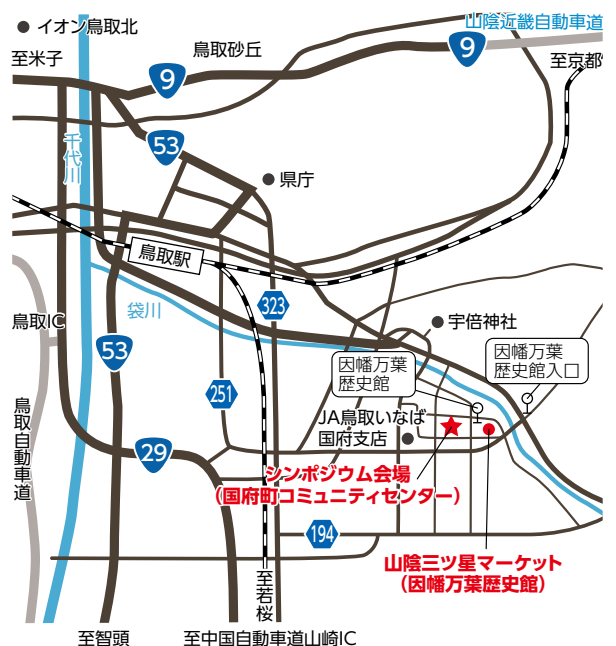 イオン鳥取北
山陰近畿自動車道
至米子
鳥取砂丘
9
9
至京都
53
千代川
県庁
鳥取駅
袋川
323
鳥取IC
宇倍神社
53
因幡万葉
歴史館
因幡万葉
歴史館入口
251
鳥取自動車道
JA鳥取いなば
国府支店
29
シンポジウム会場
(国府町コミュニティセンター)
194
山陰三ツ星マーケット
(因幡万葉歴史館)
至若桜
至智頭
至中国自動車道山崎IC